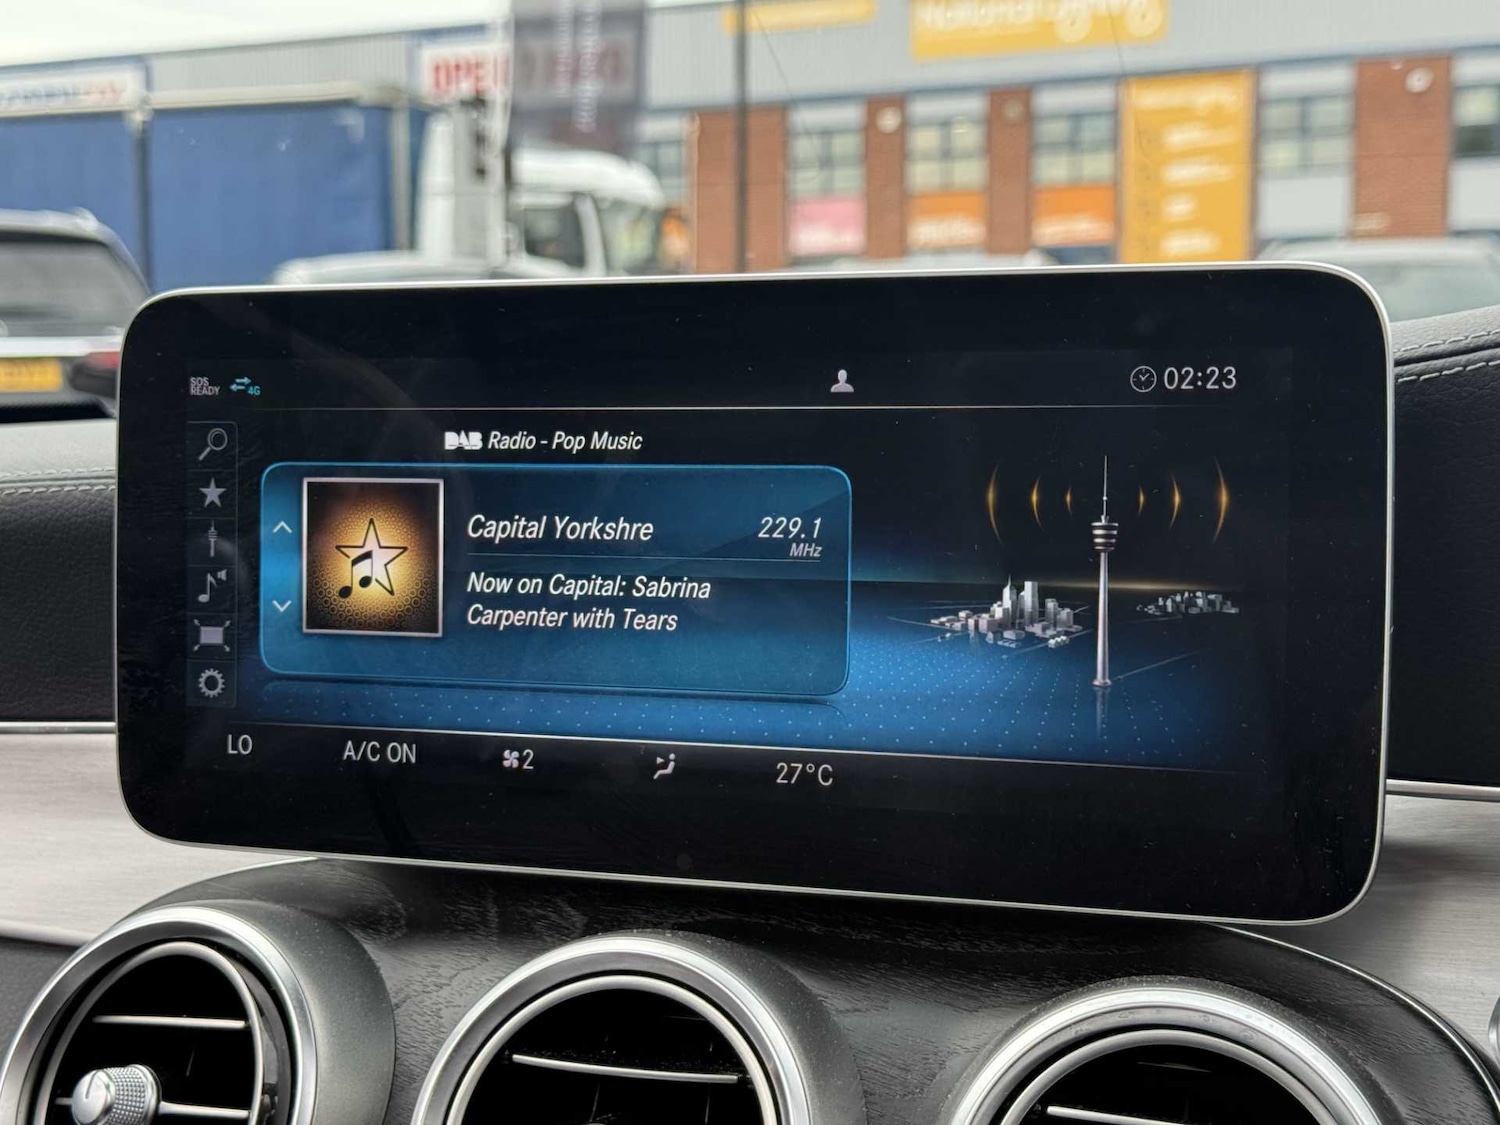 OPE
SOS
READY
4G
02:23
DAB Radio - Pop Music
Capital Yorkshre
229.1
MHz
Now on Capital: Sabrina
Carpenter with Tears
LO
A/C ON
2
27°C